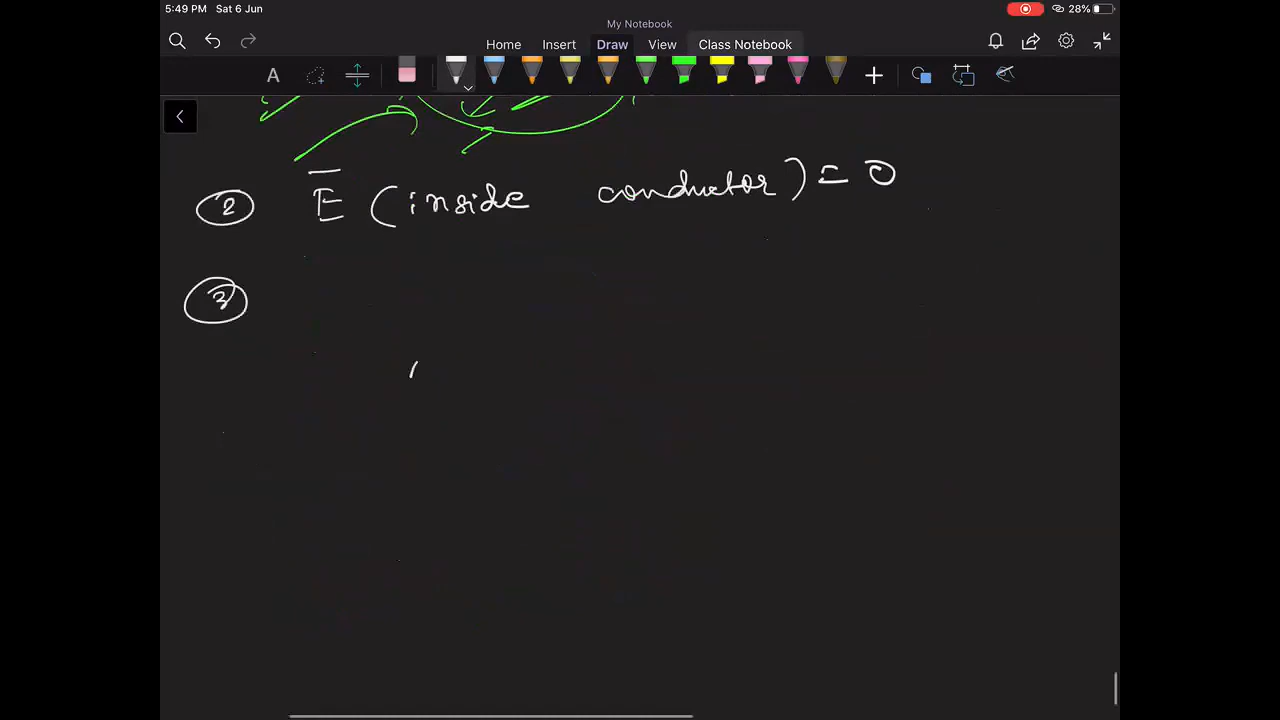 5:49 PM Sat 6 Jun
28%
My Notebook
Home Insert Draw View Class Notebook
A
② E̅ (inside conductor) = 0
③